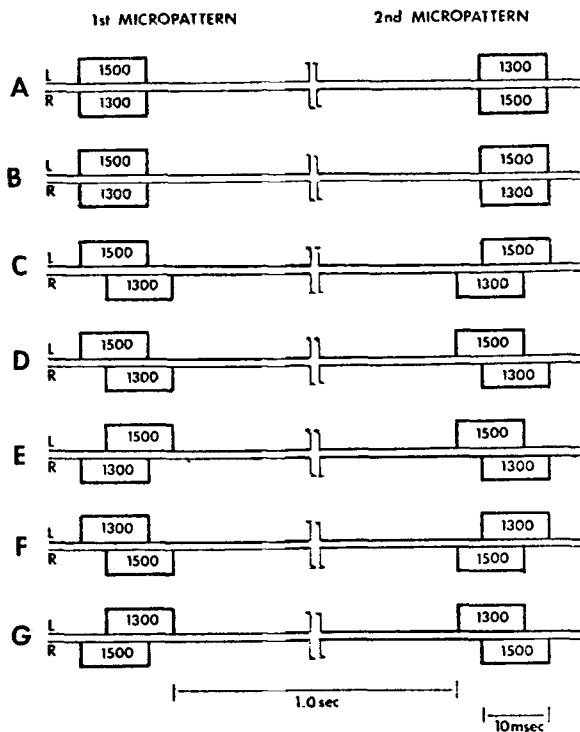 1st MICROPATTERN 2nd MICROPATTERN
L 1500 1300
A
R 1300 1500
L 1500 1500
B
R 1300 1300
L 1500 1500
C
R 1300 1300
L 1500 1500
D
R 1300 1300
L 1500 1500
E
R 1300 1300
L 1300 1300
F
R 1500 1500
L 1300 1300
G
R 1500 1500
1.0 sec
10msec